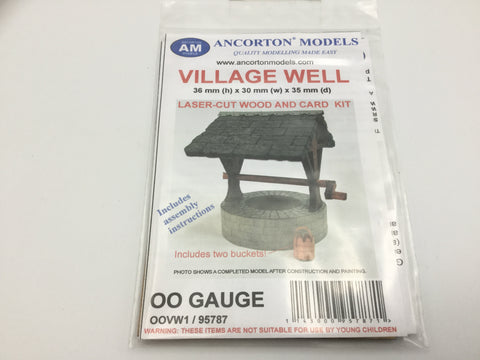 AM
ANCORTON® MODELS
QUALITY MODELLING MADE EASY
www.ancortonmodels.com
VILLAGE WELL
36 mm (h) x 30 mm (w) x 35 mm (d)
LASER-CUT WOOD AND CARD KIT
Includes
assembly
instructions
Includes two buckets!
PHOTO SHOWS A COMPLETED MODEL AFTER CONSTRUCTION AND PAINTING.
OO GAUGE
OOVW1 / 95787
WARNING: THESE ITEMS ARE NOT SUITABLE FOR USE BY YOUNG CHILDREN